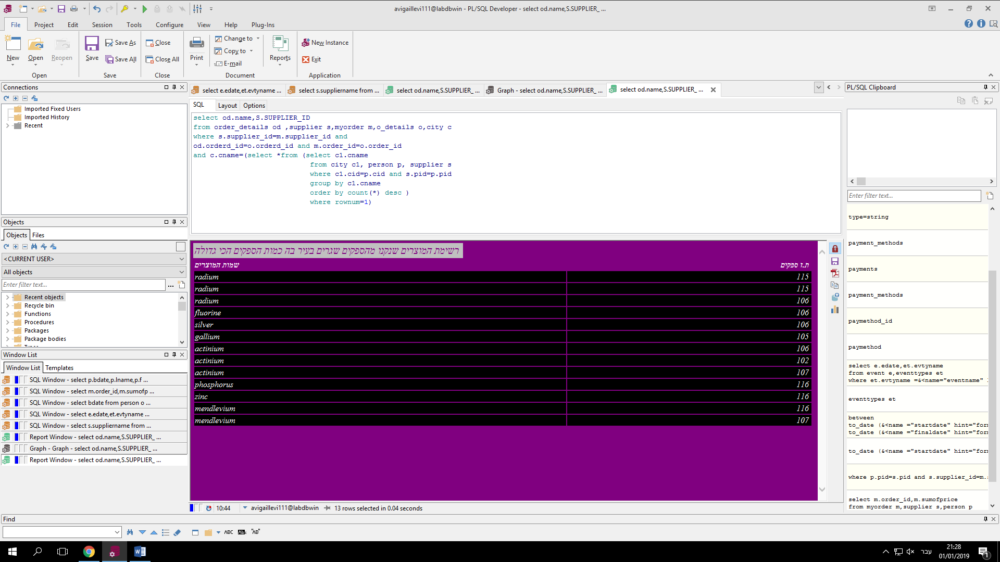 avigaillevi111@labdbwin - PL/SQL Developer - select od.name,S.SUPPLIER_ ...
File Project Edit Session Tools Configure View Help Plug-Ins
New Open Reopen Open
Save Save As Save All Save
Close Close All Close
Print Change to Copy to E-mail Reports Document
New Instance Exit Application
Connections
Imported Fixed Users
Imported History
Recent
Objects
Objects Files
<CURRENT USER>
All objects
Enter filter text...
Recent objects
Recycle bin
Functions
Procedures
Packages
Package bodies
Window List
Window List Templates
SQL Window - select p.bdate,p.lname,p.f ...
SQL Window - select m.order_id,m.sumofp ...
SQL Window - select bdate from person o ...
SQL Window - select e.edate,et.evtyname ...
SQL Window - select s.suppliername from ...
Report Window - select od.name,S.SUPPLIER_ ...
Graph - Graph - select od.name,S.SUPPLIER_ ...
Report Window - select od.name,S.SUPPLIER_ ...
select e.edate,et.evtyname ... select s.suppliername from ... select od.name,S.SUPPLIER_ ... Graph - select od.name,S.SUPPLIER_ ... select od.name,S.SUPPLIER_ ...
SQL Layout Options
select od.name,S.SUPPLIER_ID
from order_details od ,supplier s,myorder m,o_details o,city c
where s.supplier_id=m.supplier_id and
od.orderd_id=o.orderd_id and m.order_id=o.order_id
and c.cname=(select *from (select c1.cname
from city c1, person p, supplier s
where c1.cid=p.cid and s.pid=p.pid
group by c1.cname
order by count(*) desc )
where rownum=1)
רשימת המוצרים שנקנו מהספקים שגרים בעיר בה כמות הספקים הכי גדולה
שמות המוצרים ת.ז ספקים
radium 115
radium 115
radium 106
fluorine 106
silver 106
gallium 105
actinium 106
actinium 102
actinium 107
phosphorus 116
zinc 116
mendlevium 116
mendlevium 107
10:44 avigaillevi111@labdbwin 13 rows selected in 0.04 seconds
PL/SQL Clipboard
Enter filter text...
type=string
payment_methods
payments
payment_methods
paymethod_id
paymethod
select e.edate,et.evtyname
from event e,eventtypes et
where et.evtyname =&<name="eventname"
eventtypes et
between
to_date (&<name ="startdate" hint="for
to_date (&<name ="finaldate" hint="for
to_date (&<name ="startdate" hint="for
where p.pid=s.pid and s.supplier_id=m.
select m.order_id,m.sumofprice
from myorder m,supplier s,person p
Find
ABC "AB"
עבר 21:28
01/01/2019
1